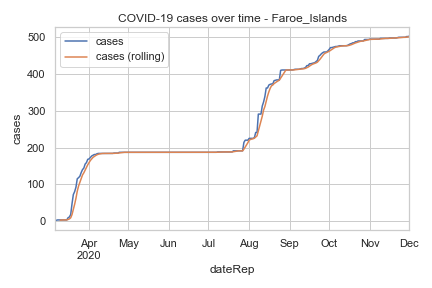 COVID-19 cases over time - Faroe_Islands
cases
cases (rolling)
500
400
300
200
100
0
cases
Apr
2020
May
Jun
Jul
Aug
Sep
Oct
Nov
Dec
dateRep